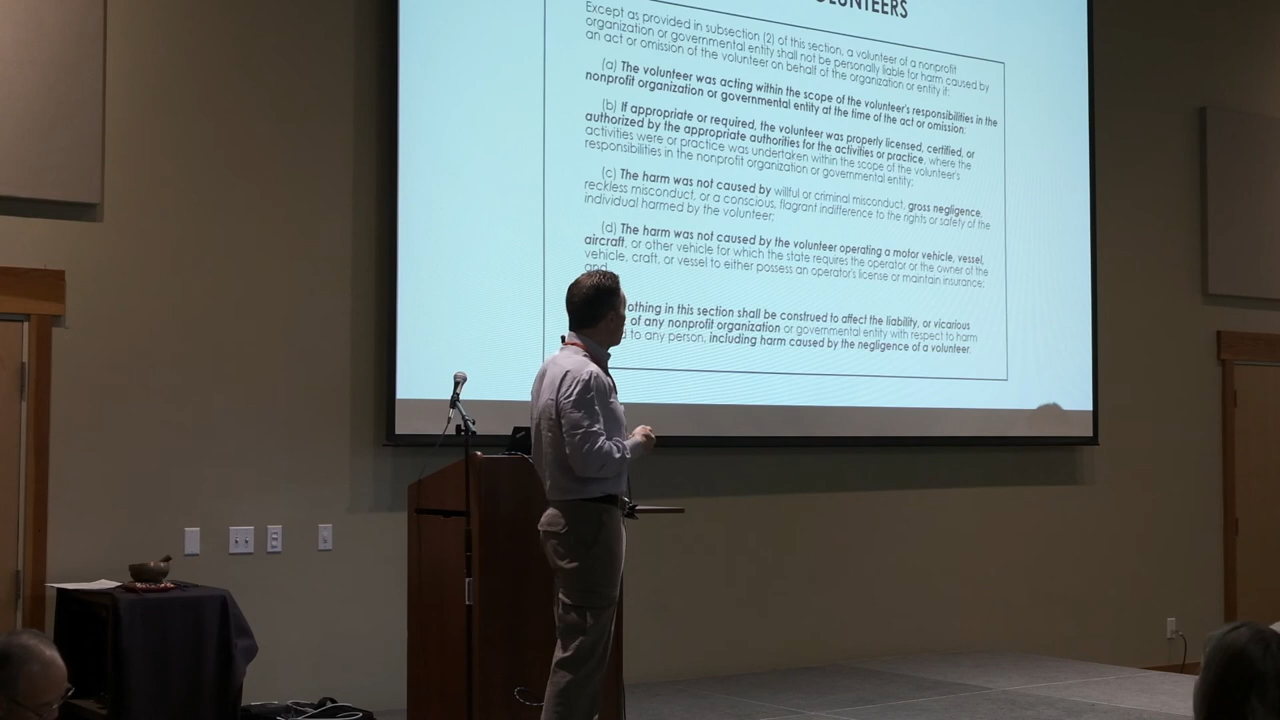 VOLUNTEERS
Except as provided in subsection (2) of this section, a volunteer of a nonprofit
organization or governmental entity shall not be personally liable for harm caused by
an act or omission of the volunteer on behalf of the organization or entity if:
(a) The volunteer was acting within the scope of the volunteer's responsibilities in the
nonprofit organization or governmental entity at the time of the act or omission;
(b) If appropriate or required, the volunteer was properly licensed, certified, or
authorized by the appropriate authorities for the activities or practice, where the
activities were or practice was undertaken within the scope of the volunteer's
responsibilities in the nonprofit organization or governmental entity;
(c) The harm was not caused by willful or criminal misconduct, gross negligence,
reckless misconduct, or a conscious, flagrant indifference to the rights or safety of the
individual harmed by the volunteer;
(d) The harm was not caused by the volunteer operating a motor vehicle, vessel,
aircraft, or other vehicle for which the state requires the operator or the owner of the
vehicle, craft, or vessel to either possess an operator's license or maintain insurance;
and
othing in this section shall be construed to affect the liability, or vicarious
of any nonprofit organization or governmental entity with respect to harm
to any person, including harm caused by the negligence of a volunteer.